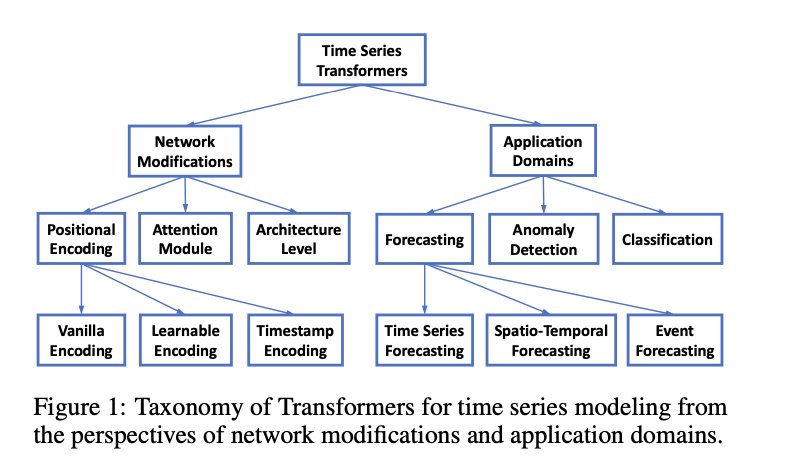 Time Series
Transformers
Network
Modifications
Application
Domains
Positional
Encoding
Attention
Module
Architecture
Level
Forecasting
Anomaly
Detection
Classification
Vanilla
Encoding
Learnable
Encoding
Timestamp
Encoding
Time Series
Forecasting
Spatio-Temporal
Forecasting
Event
Forecasting
Figure 1: Taxonomy of Transformers for time series modeling from
the perspectives of network modifications and application domains.